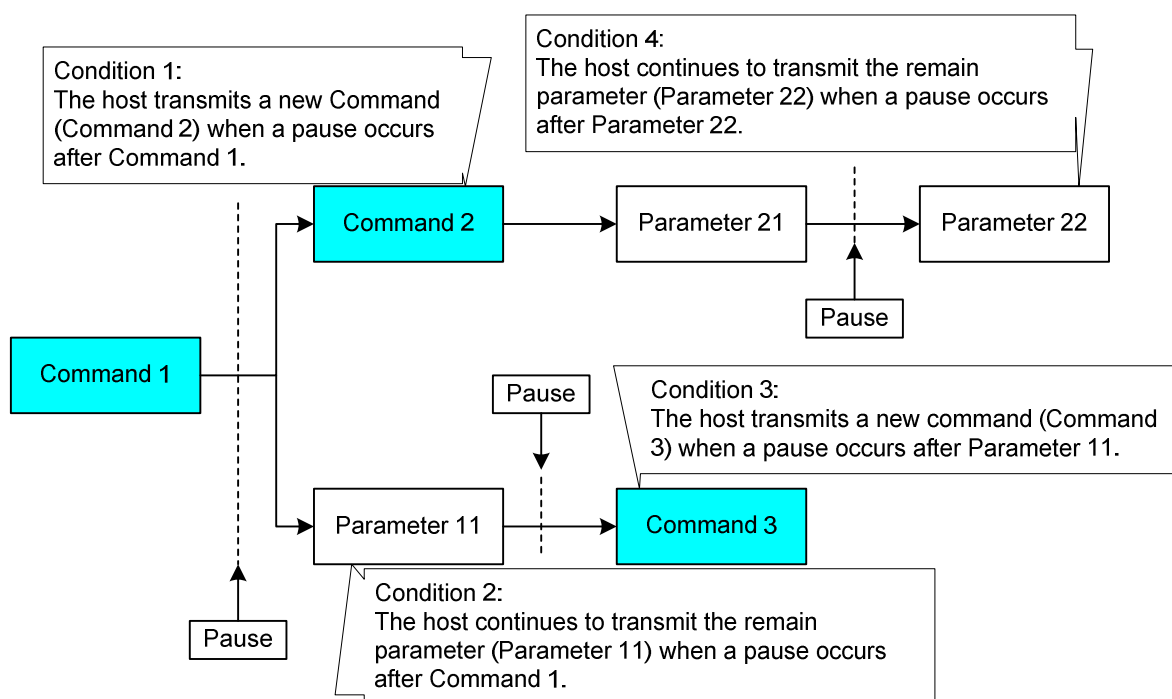 Condition 1:
The host transmits a new Command
(Command 2) when a pause occurs
after Command 1.
Condition 4:
The host continues to transmit the remain
parameter (Parameter 22) when a pause occurs
after Parameter 22.
Command 2
Parameter 21
Parameter 22
Pause
Command 1
Pause
Condition 3:
The host transmits a new command (Command
3) when a pause occurs after Parameter 11.
Parameter 11
Command 3
Pause
Condition 2:
The host continues to transmit the remain
parameter (Parameter 11) when a pause occurs
after Command 1.